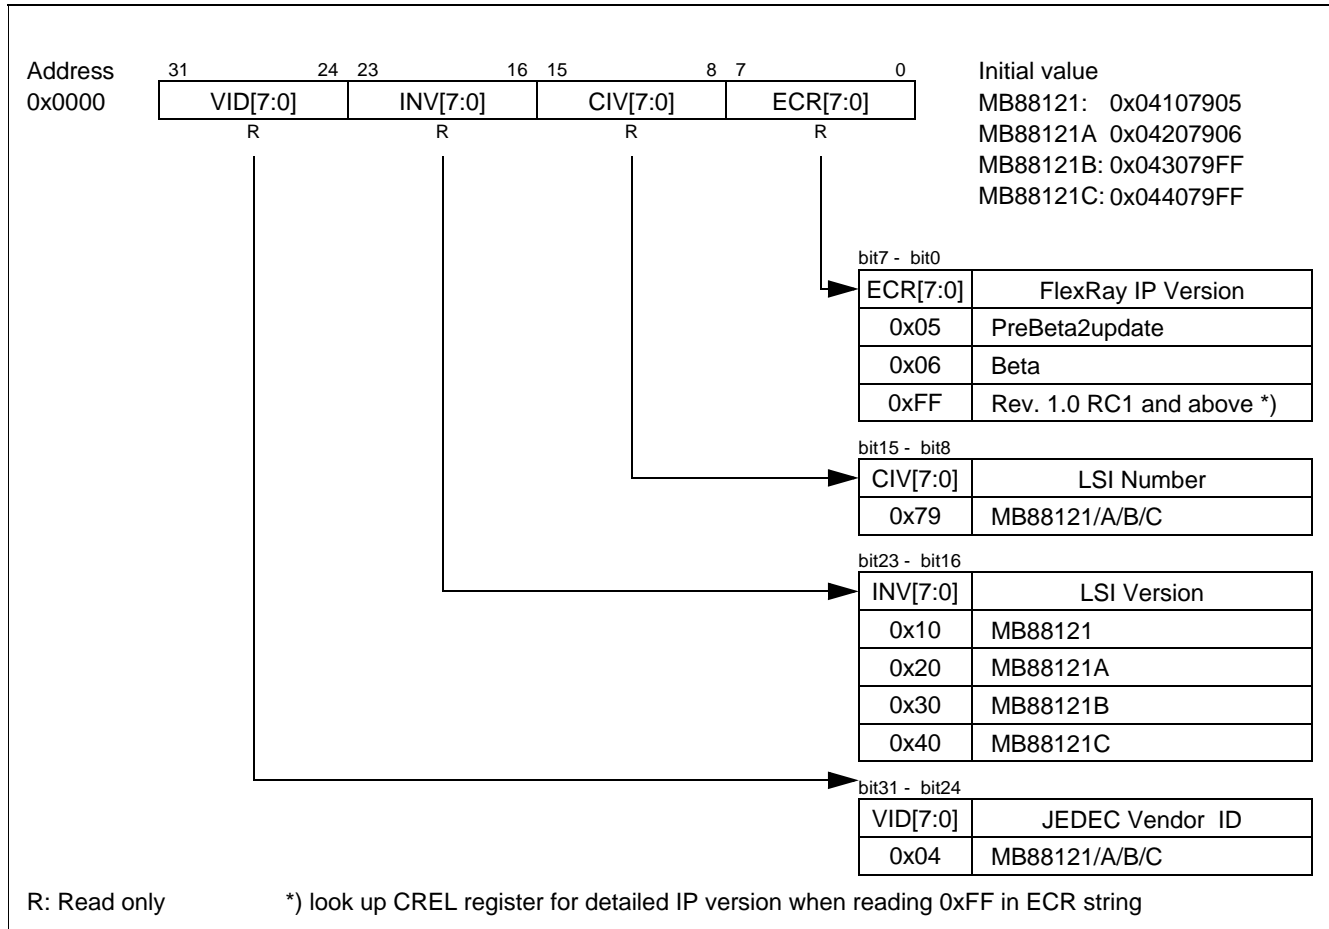 Address 31 24 23 16 15 8 7 0 Initial value
0x0000 VID[7:0] INV[7:0] CIV[7:0] ECR[7:0] MB88121: 0x04107905
R R R R MB88121A 0x04207906
MB88121B: 0x043079FF
MB88121C: 0x044079FF
bit7 - bit0
ECR[7:0] FlexRay IP Version
0x05 PreBeta2update
0x06 Beta
0xFF Rev. 1.0 RC1 and above *)
bit15 - bit8
CIV[7:0] LSI Number
0x79 MB88121/A/B/C
bit23 - bit16
INV[7:0] LSI Version
0x10 MB88121
0x20 MB88121A
0x30 MB88121B
0x40 MB88121C
bit31 - bit24
VID[7:0] JEDEC Vendor ID
0x04 MB88121/A/B/C
R: Read only *) look up CREL register for detailed IP version when reading 0xFF in ECR string